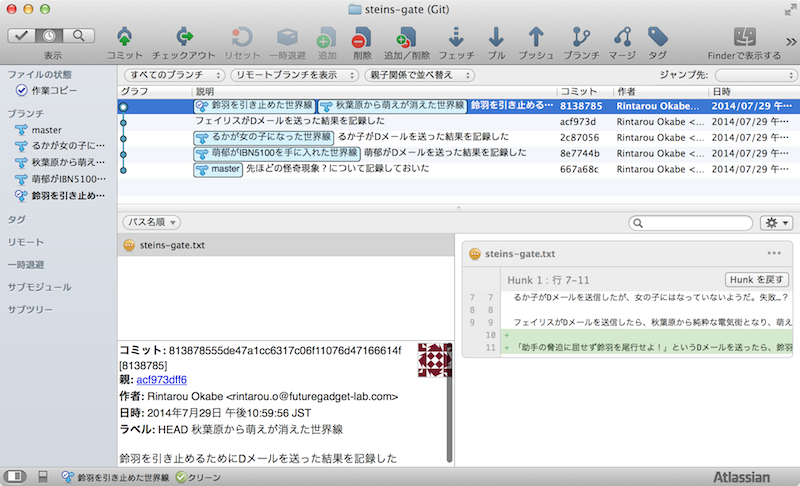 steins-gate (Git)
表示
コミット
チェックアウト
リセット
一時退避
追加
削除
追加／削除
フェッチ
プル
プッシュ
ブランチ
マージ
タグ
Finderで表示する
ファイルの状態
作業コピー
ブランチ
master
るかが女の子に…
秋葉原から萌え…
萌郁がIBN5100…
鈴羽を引き止め…
タグ
リモート
一時退避
サブモジュール
サブツリー
すべてのブランチ
リモートブランチを表示
親子関係で並べ替え
ジャンプ先:
グラフ 説明 コミット 作者 日時
鈴羽を引き止めた世界線 秋葉原から萌えが消えた世界線 鈴羽を引き止める… 8138785 Rintarou Okabe <… 2014/07/29 午…
フェイリスがDメールを送った結果を記録した acf973d Rintarou Okabe <… 2014/07/29 午…
るかが女の子になった世界線 るか子がDメールを送った結果を記録した 2c87056 Rintarou Okabe <… 2014/07/29 午…
萌郁がIBN5100を手に入れた世界線 萌郁がDメールを送った結果を記録した 8e7744b Rintarou Okabe <… 2014/07/29 午…
master 先ほどの怪奇現象？について記録しておいた 667a68c Rintarou Okabe <… 2014/07/29 午…
パス名順
steins-gate.txt
コミット: 813878555de47a1cc6317c06f11076d47166614f
[8138785]
親: acf973dff6
作者: Rintarou Okabe <rintarou.o@futuregadget-lab.com>
日時: 2014年7月29日 午後10:59:56 JST
ラベル: HEAD 秋葉原から萌えが消えた世界線
鈴羽を引き止めるためにDメールを送った結果を記録した
steins-gate.txt
Hunk 1 : 行 7-11
Hunk を戻す
7 7 るか子がDメールを送信したが、女の子にはなっていないようだ。失敗…?
8 8
9 9 フェイリスがDメールを送信したら、秋葉原から純粋な電気街となり、萌え
10 +
11 + 「助手の脅迫に屈せず鈴羽を尾行せよ！」というDメールを送ったら、鈴羽
鈴羽を引き止めた世界線
クリーン
Atlassian